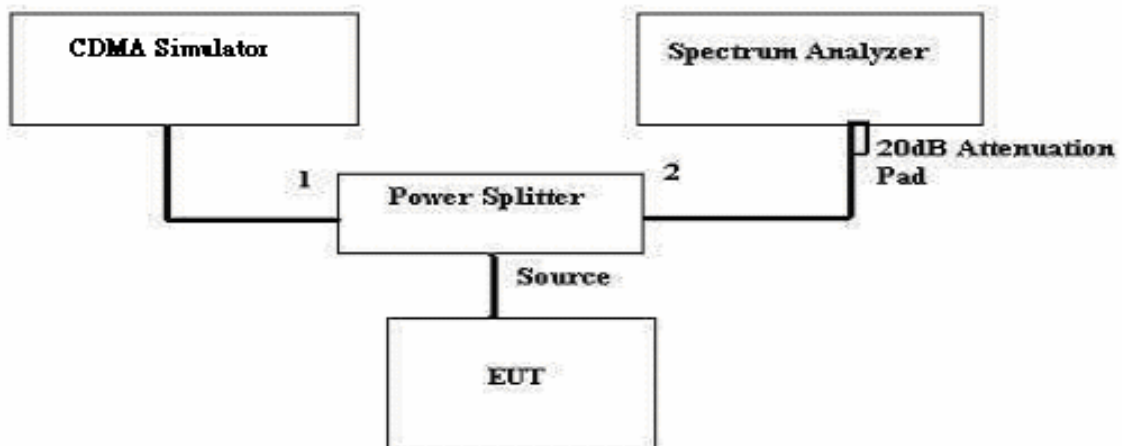 CDMA Simulator
Spectrum Analyzer
20dB Attenuation
Pad
1
2
Power Splitter
Source
EUT